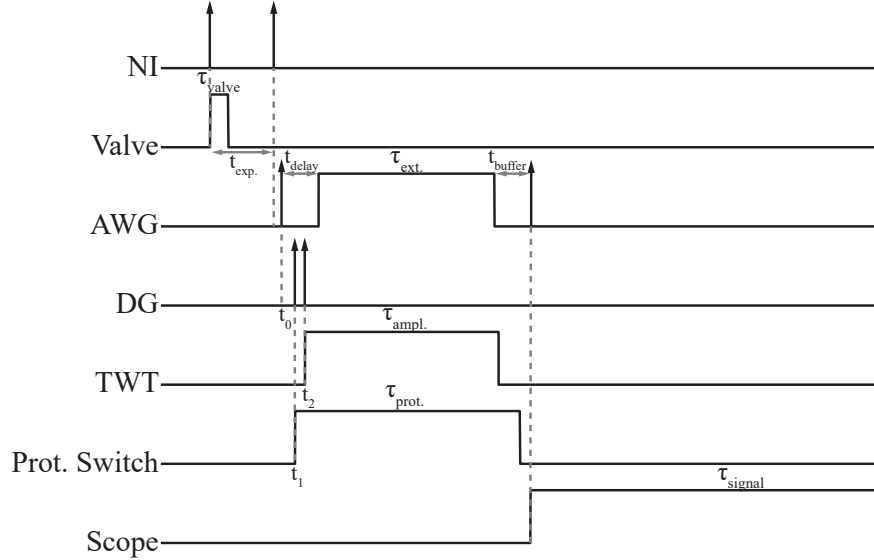 NI
τvalve
Valve
texp.
tdelay
τext.
tbuffer
AWG
DG
t0
τampl.
TWT
t2
τprot.
Prot. Switch
t1
τsignal
Scope